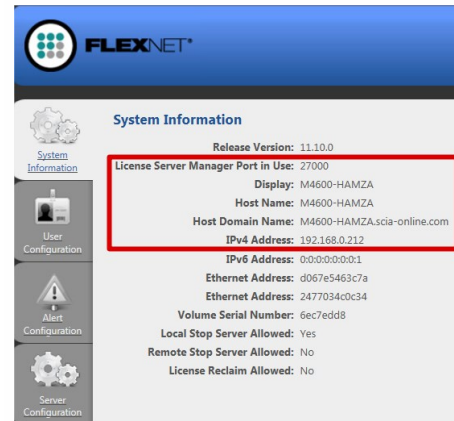 FLEXNET
System Information
System
Information
User
Configuration
Alert
Configuration
Server
Configuration
Release Version: 11.10.0
License Server Manager Port in Use: 27000
Display: M4600-HAMZA
Host Name: M4600-HAMZA
Host Domain Name: M4600-HAMZA.scia-online.com
IPv4 Address: 192.168.0.212
IPv6 Address: 0:0:0:0:0:0:0:1
Ethernet Address: d067e5463c7a
Ethernet Address: 2477034c0c34
Volume Serial Number: 6ec7edd8
Local Stop Server Allowed: Yes
Remote Stop Server Allowed: No
License Reclaim Allowed: No